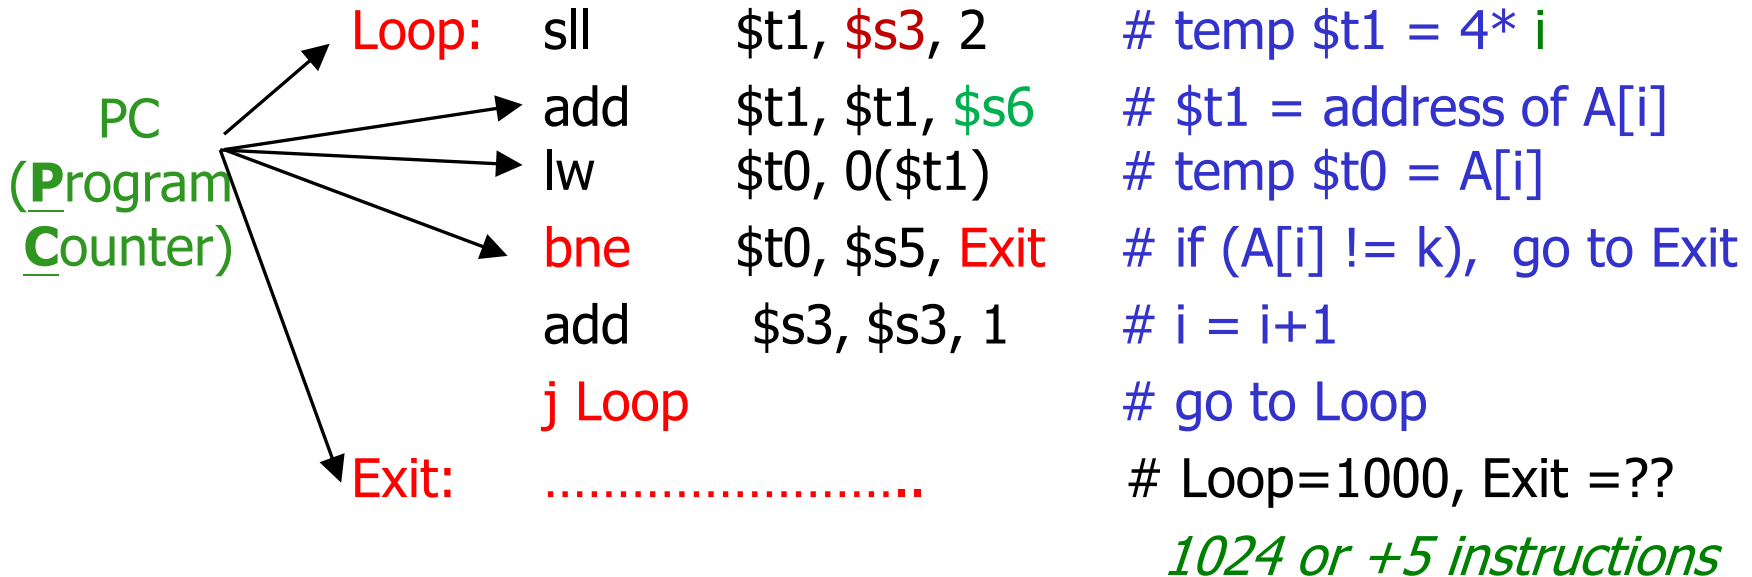 Loop: sll $t1, $s3, 2 # temp $t1 = 4* i
add $t1, $t1, $s6 # $t1 = address of A[i]
lw $t0, 0($t1) # temp $t0 = A[i]
bne $t0, $s5, Exit # if (A[i] != k), go to Exit
add $s3, $s3, 1 # i = i+1
j Loop # go to Loop
Exit: ........................... # Loop=1000, Exit =??
1024 or +5 instructions
PC
(Program
Counter)